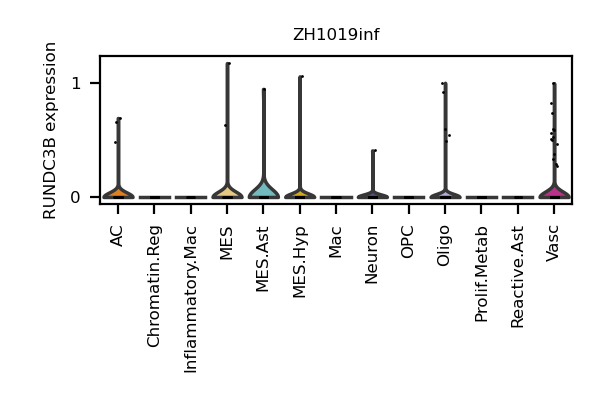 ZH1019inf
RUNDC3B expression
1
0
AC
Chromatin.Reg
Inflammatory.Mac
MES
MES.Ast
MES.Hyp
Mac
Neuron
OPC
Oligo
Prolif.Metab
Reactive.Ast
Vasc